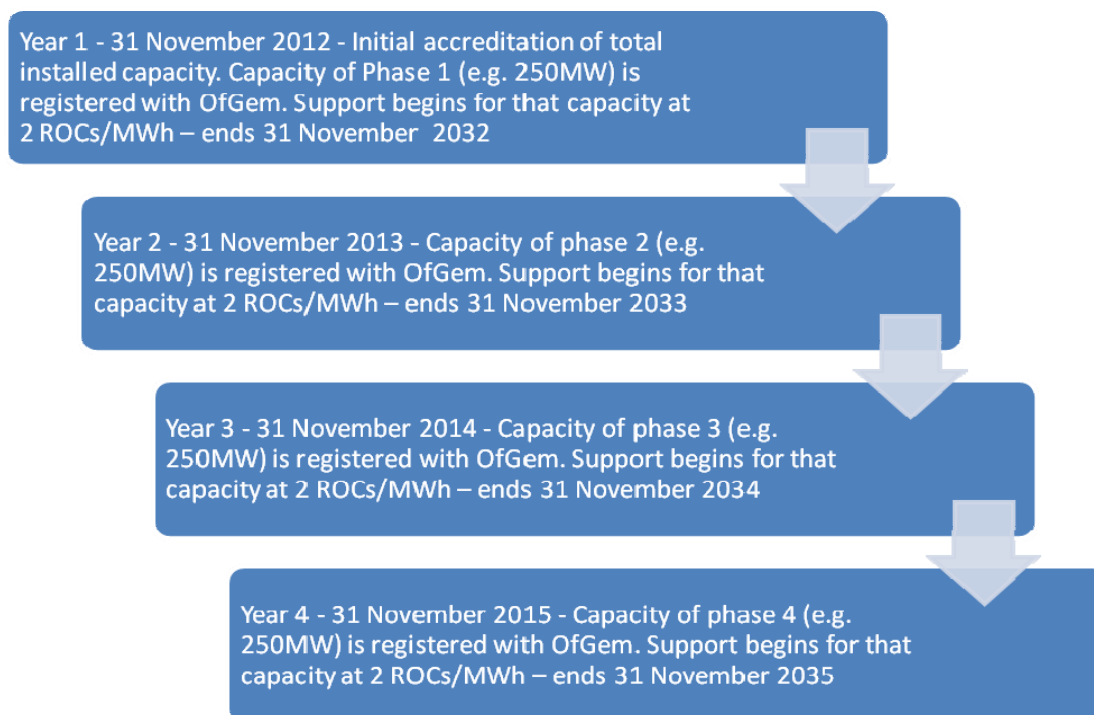 Year 1 - 31 November 2012 - Initial accreditation of total
installed capacity. Capacity of Phase 1 (e.g. 250MW) is
registered with OfGem. Support begins for that capacity at
2 ROCs/MWh – ends 31 November 2032
Year 2 - 31 November 2013 - Capacity of phase 2 (e.g.
250MW) is registered with OfGem. Support begins for that
capacity at 2 ROCs/MWh – ends 31 November 2033
Year 3 - 31 November 2014 - Capacity of phase 3 (e.g.
250MW) is registered with OfGem. Support begins for that
capacity at 2 ROCs/MWh – ends 31 November 2034
Year 4 - 31 November 2015 - Capacity of phase 4 (e.g.
250MW) is registered with OfGem. Support begins for that
capacity at 2 ROCs/MWh – ends 31 November 2035